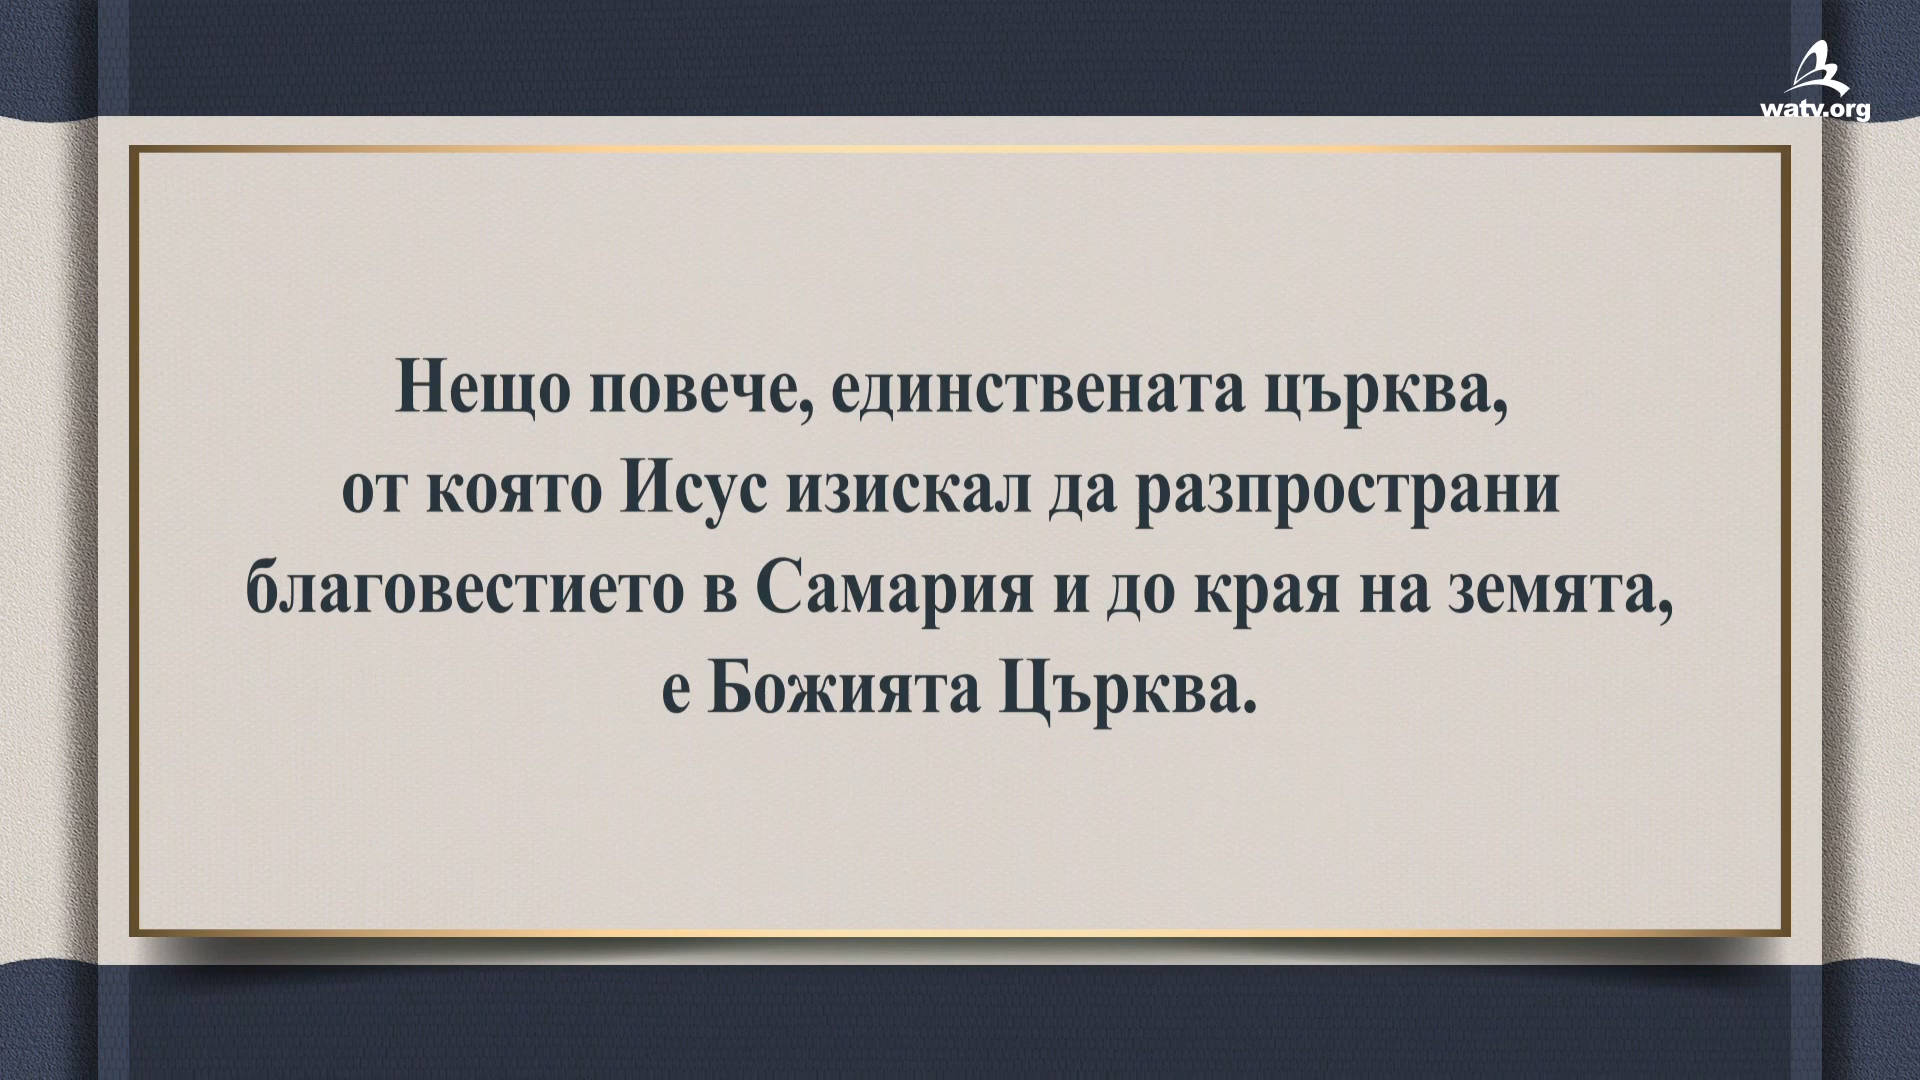 watv.org
Нещо повече, единствената църква,
от която Исус изискал да разпространи
благовестието в Самария и до края на земята,
е Божията Църква.